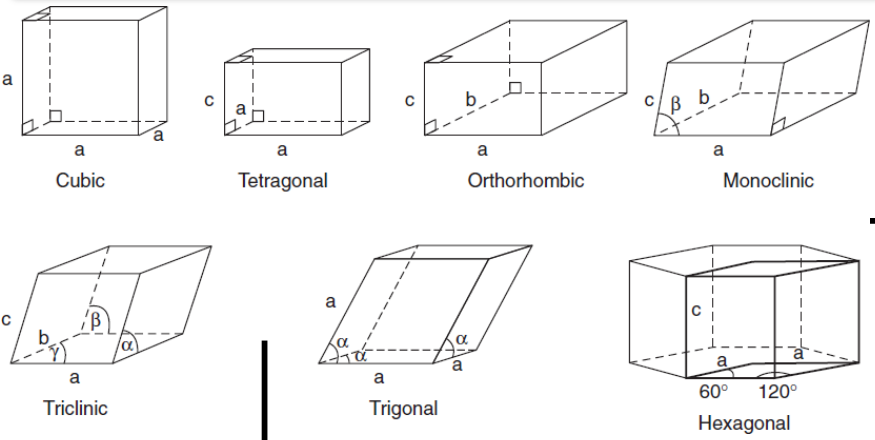 a
a
a
Cubic
c
a
a
Tetragonal
c
b
a
Orthorhombic
c
β
b
a
Monoclinic
c
b
γ
β
α
a
Triclinic
a
α
α
α
a
a
Trigonal
c
a
a
60° 120°
Hexagonal